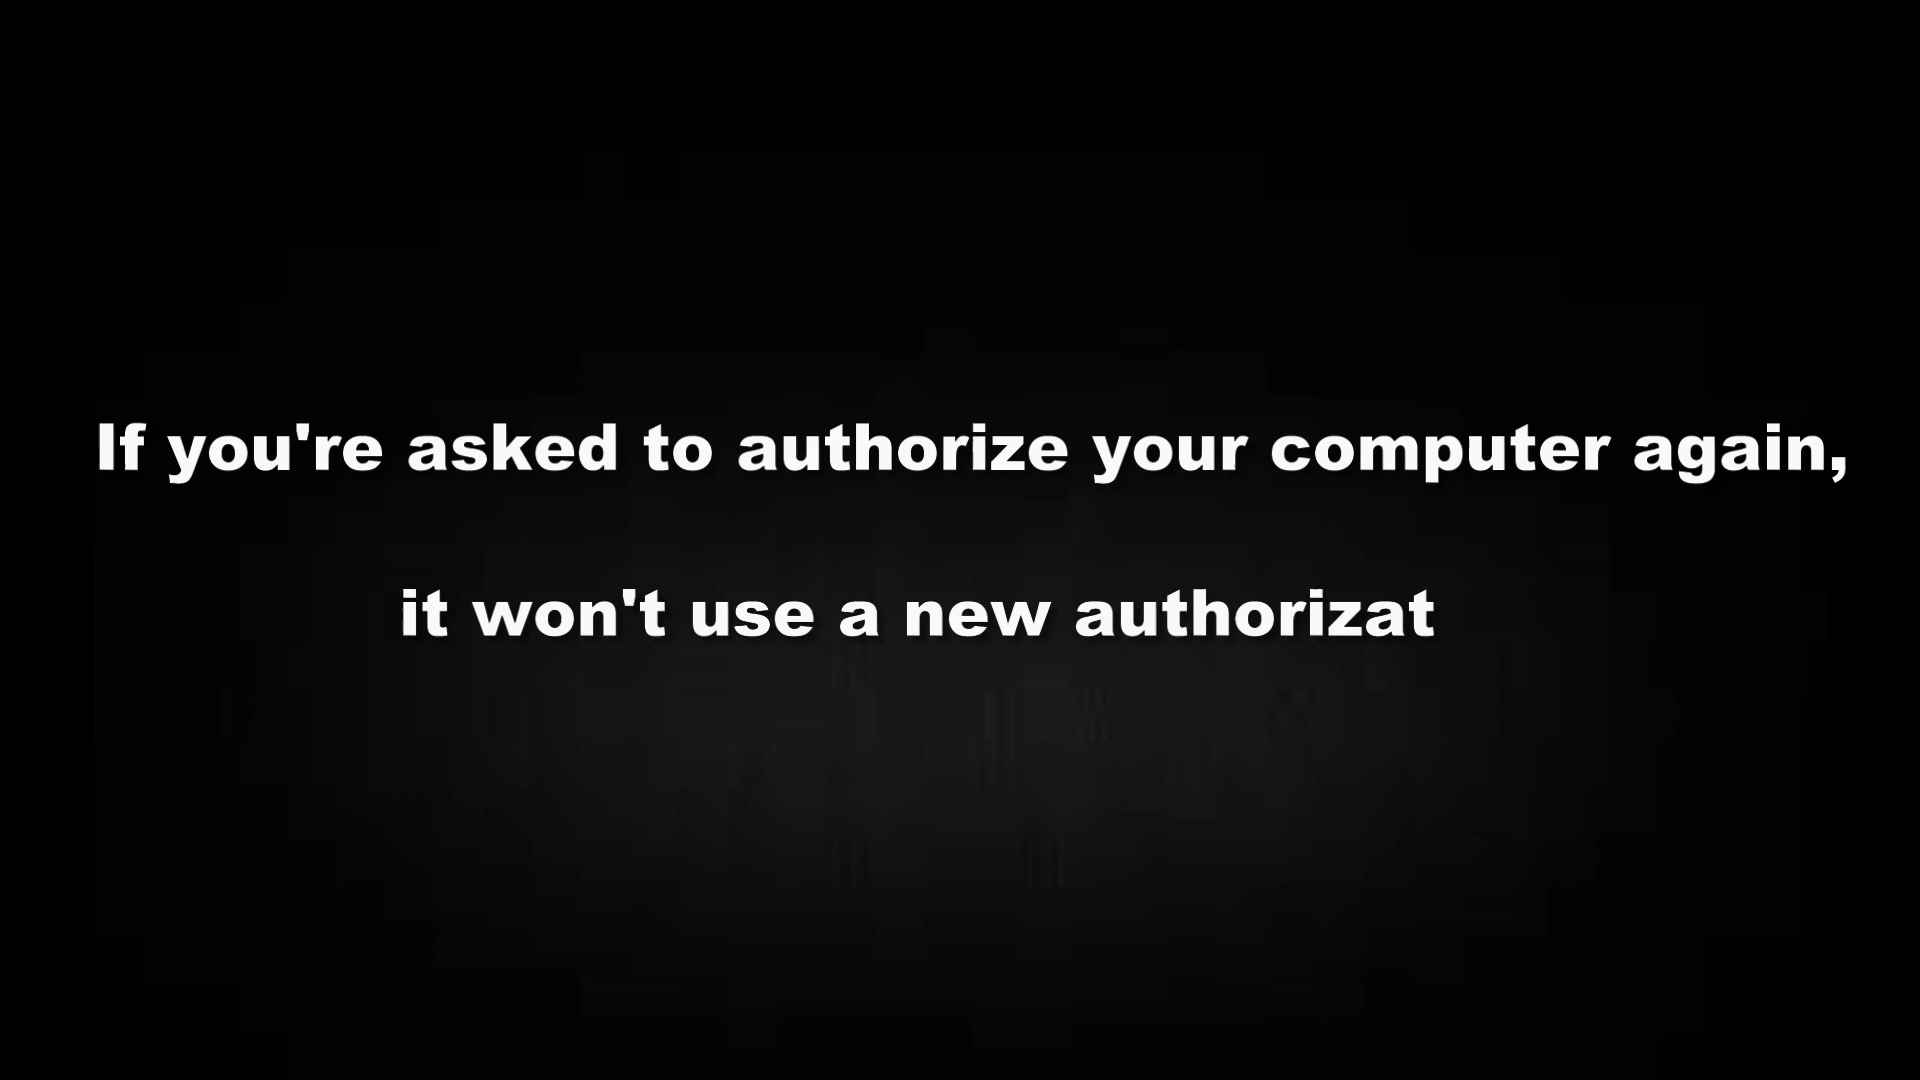 If you're asked to authorize your computer again,
it won't use a new authorizat